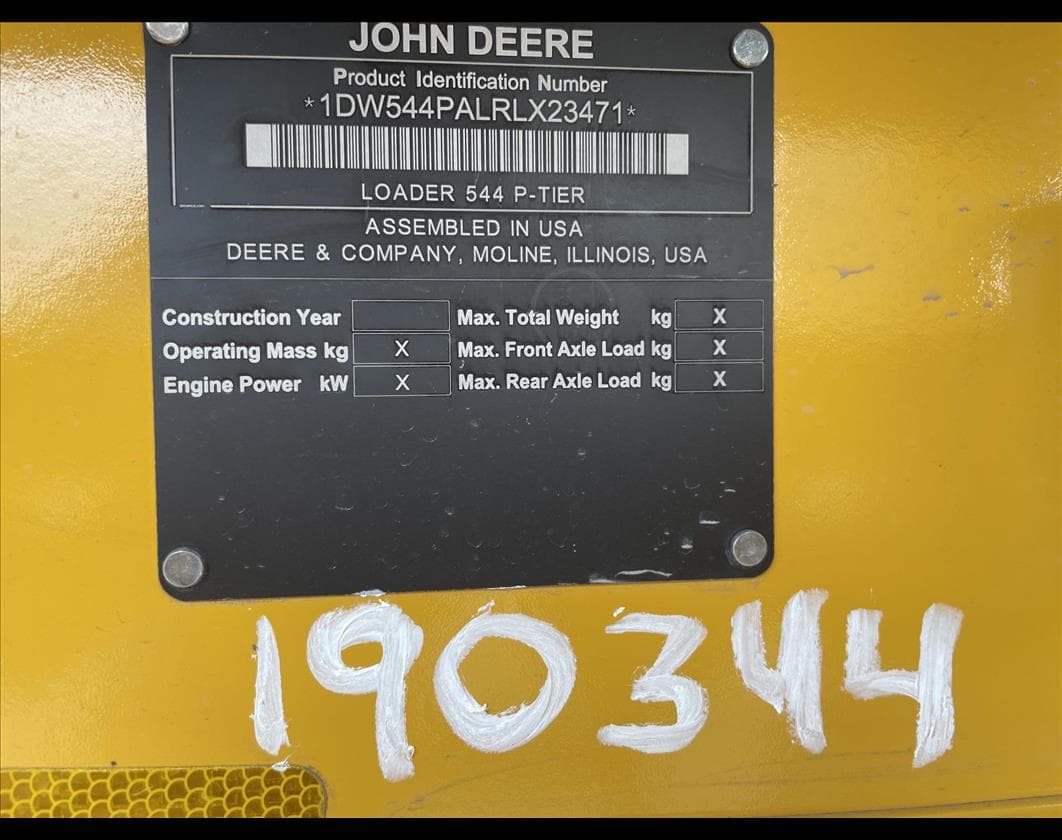 JOHN DEERE
Product Identification Number
*1DW544PALRLX23471*
LOADER 544 P-TIER
ASSEMBLED IN USA
DEERE & COMPANY, MOLINE, ILLINOIS, USA
Construction Year Max. Total Weight kg X
Operating Mass kg X Max. Front Axle Load kg X
Engine Power kW X Max. Rear Axle Load kg X
190344